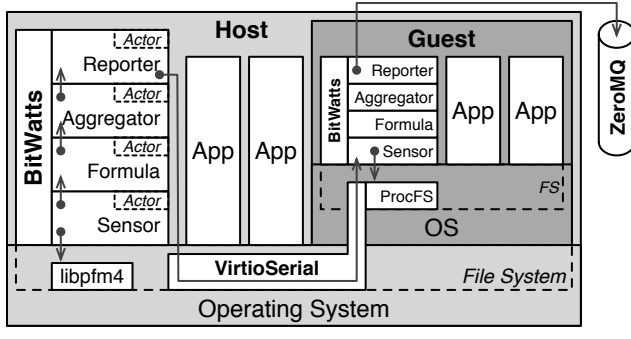 Host
BitWatts
Actor
Reporter
Actor
Aggregator
Actor
Formula
Actor
Sensor
App
App
Guest
BitWatts
Reporter
Aggregator
Formula
Sensor
App
App
ProcFS
FS
OS
ZeroMQ
libpfm4
VirtioSerial
File System
Operating System